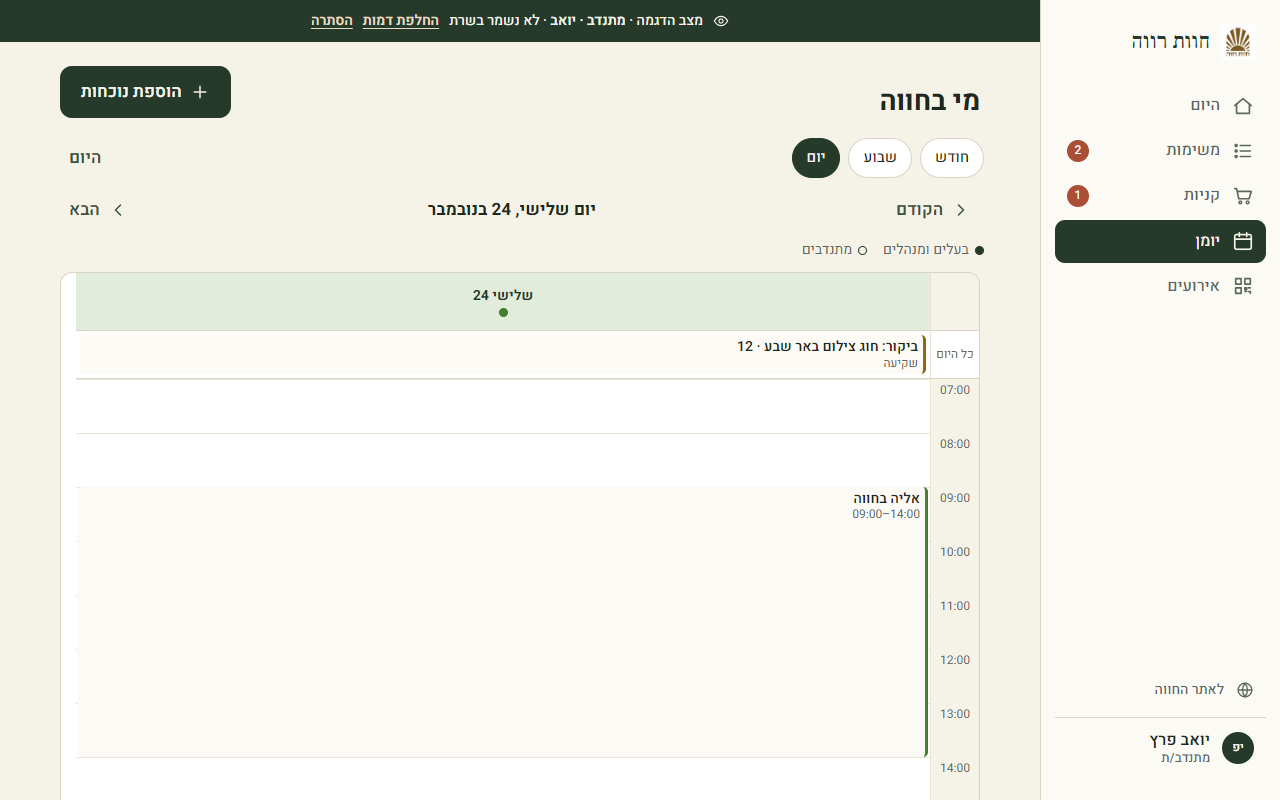 מצב הדגמה · מתנדב · יואב · לא נשמר בשרת החלפת דמות הסתרה
חוות רווה
היום
משימות 2
קניות 1
יומן
אירועים
לאתר החווה
יפ
יואב פרץ
מתנדב/ת
מי בחווה
הוספת נוכחות
חודש שבוע יום
היום
הקודם
יום שלישי, 24 בנובמבר
הבא
בעלים ומנהלים מתנדבים
שלישי 24
כל היום
ביקור: חוג צילום באר שבע · 12
שקיעה
07:00
08:00
09:00
אליה בחווה
09:00–14:00
10:00
11:00
12:00
13:00
14:00